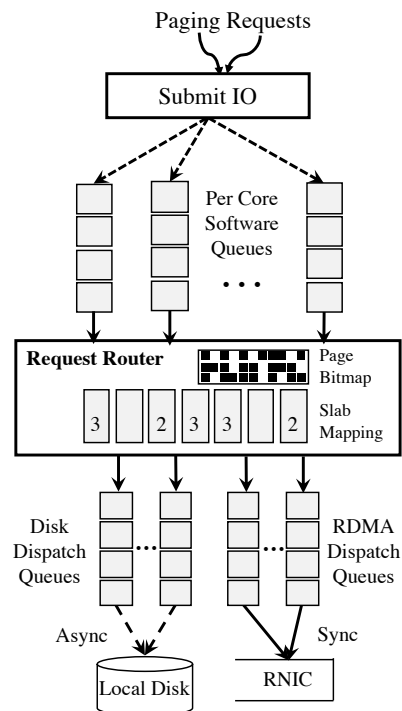 Paging Requests
Submit IO
Per Core
Software
Queues
...
Request Router
Page
Bitmap
3 2 3 3 2
Slab
Mapping
Disk
Dispatch
Queues
...
...
RDMA
Dispatch
Queues
Async
Sync
Local Disk
RNIC